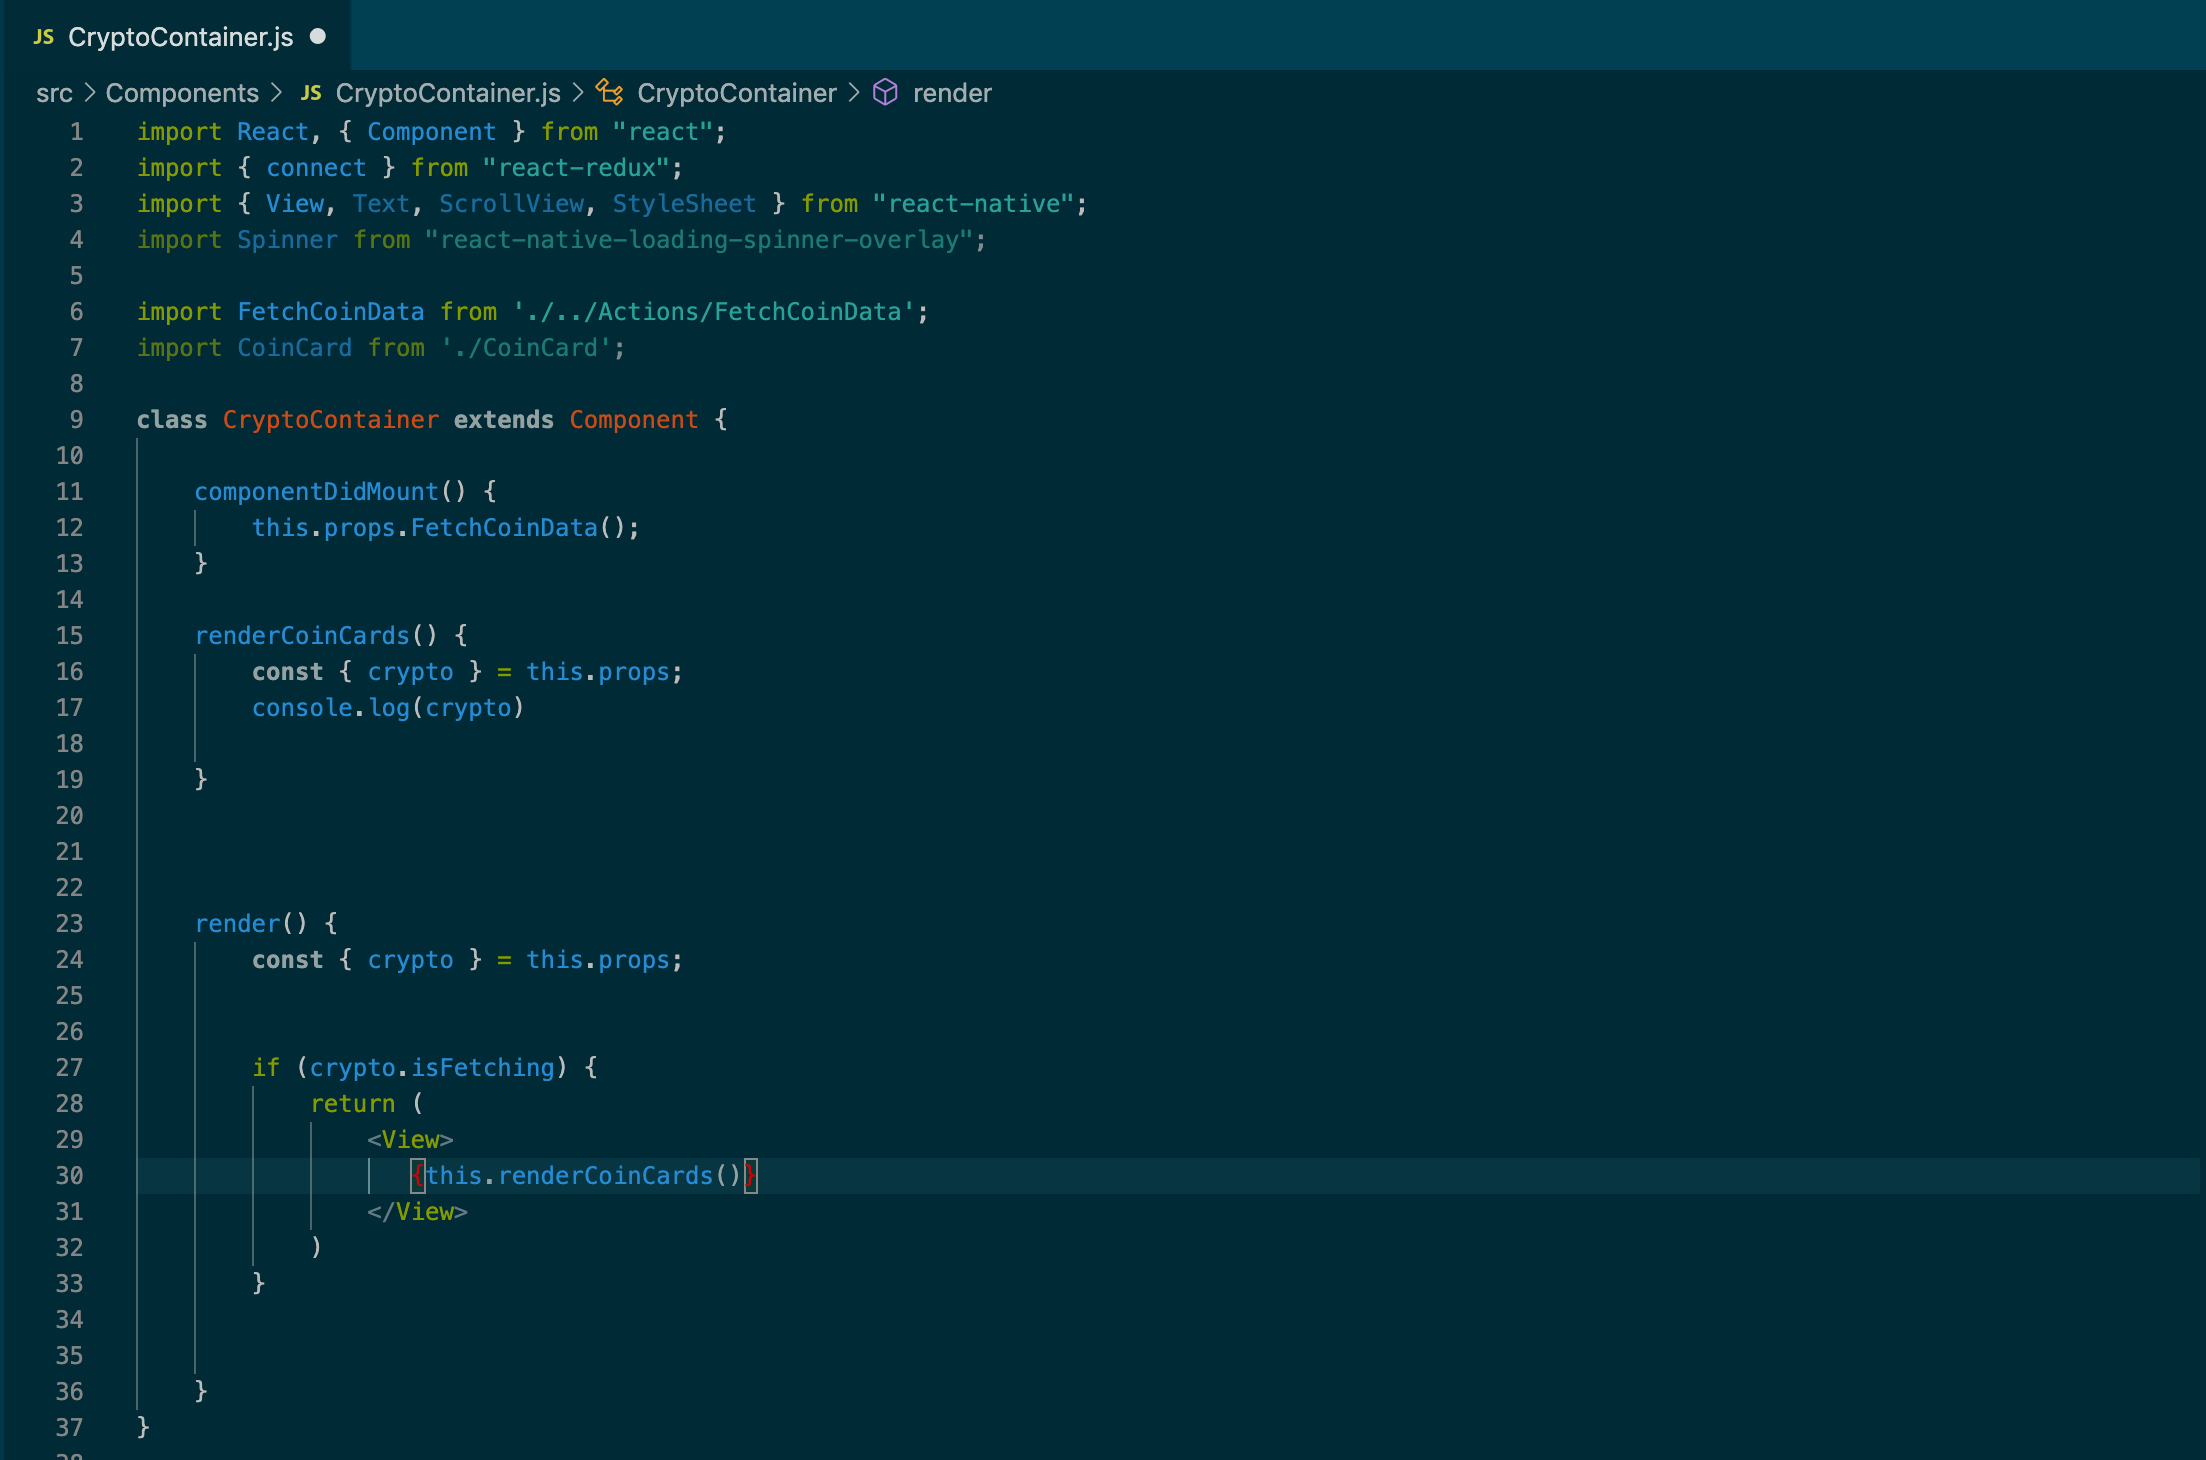 JS CryptoContainer.js
src > Components > JS CryptoContainer.js > CryptoContainer > render
1 import React, { Component } from "react";
2 import { connect } from "react-redux";
3 import { View, Text, ScrollView, StyleSheet } from "react-native";
4 import Spinner from "react-native-loading-spinner-overlay";
5
6 import FetchCoinData from './../Actions/FetchCoinData';
7 import CoinCard from './CoinCard';
8
9 class CryptoContainer extends Component {
10
11 componentDidMount() {
12 this.props.FetchCoinData();
13 }
14
15 renderCoinCards() {
16 const { crypto } = this.props;
17 console.log(crypto)
18
19 }
20
21
22
23 render() {
24 const { crypto } = this.props;
25
26
27 if (crypto.isFetching) {
28 return (
29 <View>
30 {this.renderCoinCards()}
31 </View>
32 )
33 }
34
35
36 }
37 }